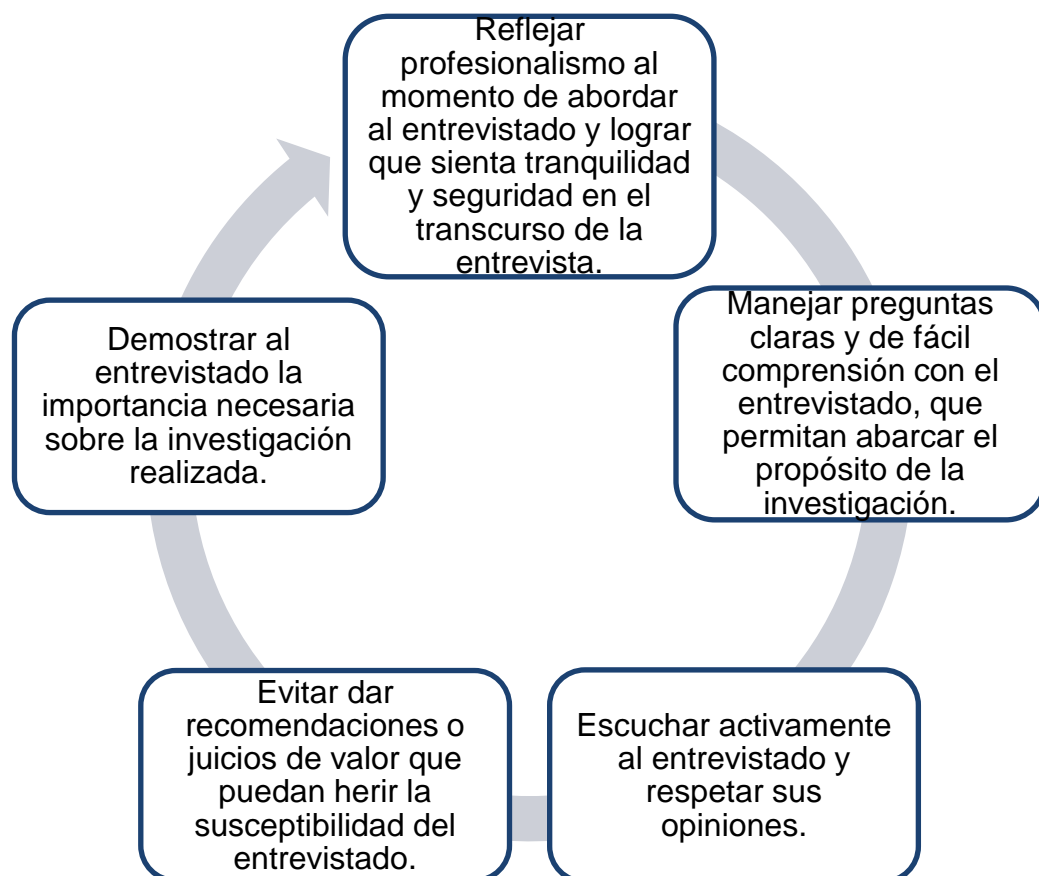 Reflejar
profesionalismo al
momento de abordar
al entrevistado y lograr
que sienta tranquilidad
y seguridad en el
transcurso de la
entrevista.
Manejar preguntas
claras y de fácil
comprensión con el
entrevistado, que
permitan abarcar el
propósito de la
investigación.
Escuchar activamente
al entrevistado y
respetar sus
opiniones.
Evitar dar
recomendaciones o
juicios de valor que
puedan herir la
susceptibilidad del
entrevistado.
Demostrar al
entrevistado la
importancia necesaria
sobre la investigación
realizada.